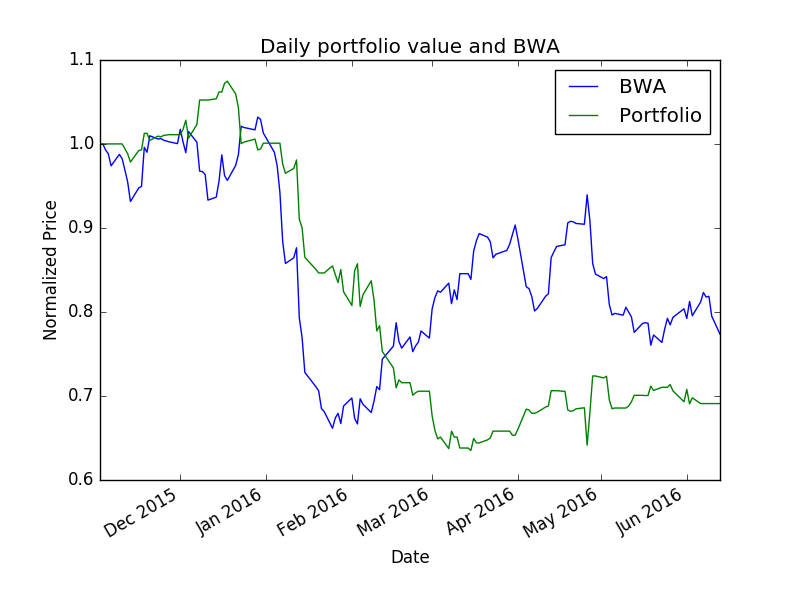 Daily portfolio value and BWA
BWA
Portfolio
Normalized Price
1.1
1.0
0.9
0.8
0.7
0.6
Dec 2015
Jan 2016
Feb 2016
Mar 2016
Apr 2016
May 2016
Jun 2016
Date